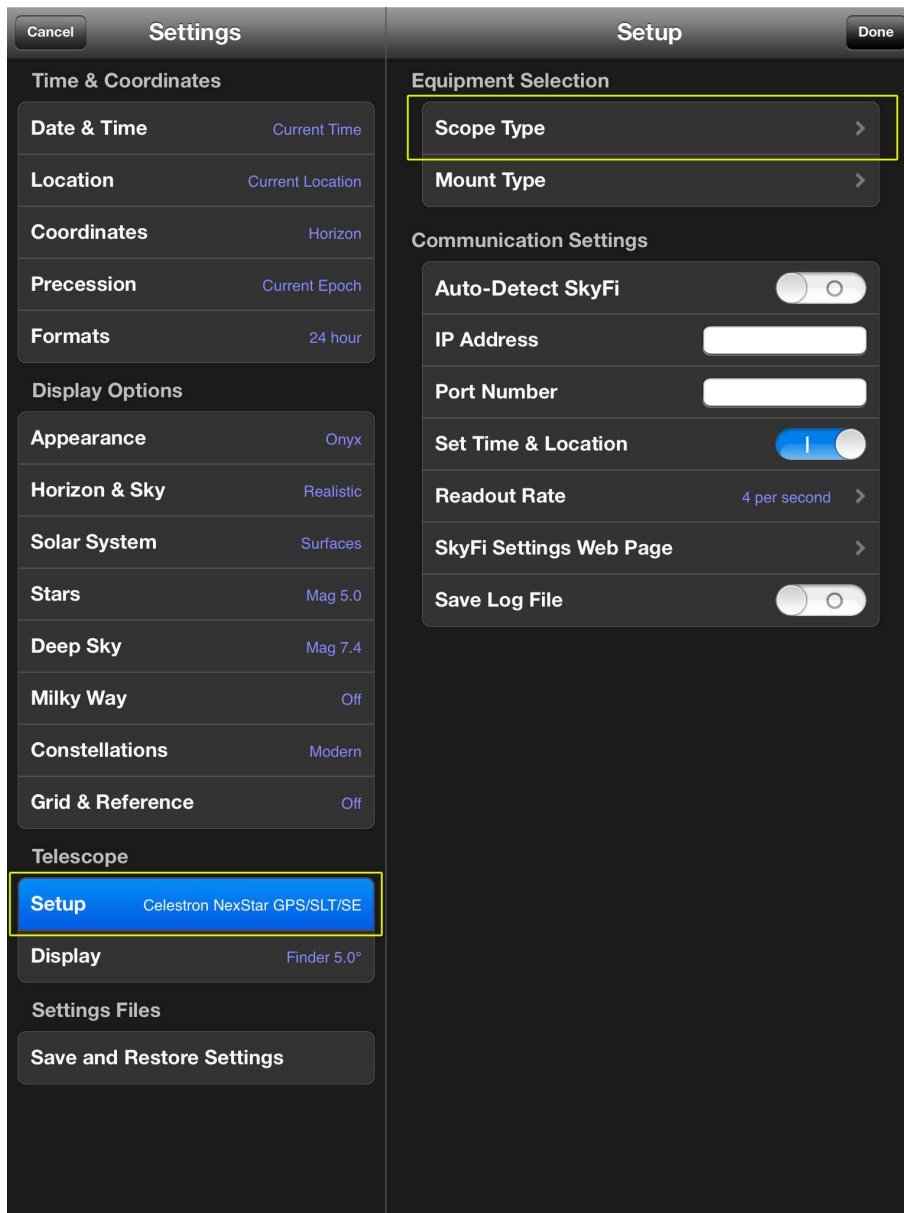 Cancel
Settings
Time & Coordinates
Date & Time Current Time
Location Current Location
Coordinates Horizon
Precession Current Epoch
Formats 24 hour
Display Options
Appearance Onyx
Horizon & Sky Realistic
Solar System Surfaces
Stars Mag 5.0
Deep Sky Mag 7.4
Milky Way Off
Constellations Modern
Grid & Reference Off
Telescope
Setup Celestron NexStar GPS/SLT/SE
Display Finder 5.0°
Settings Files
Save and Restore Settings
Setup
Done
Equipment Selection
Scope Type
Mount Type
Communication Settings
Auto-Detect SkyFi
IP Address
Port Number
Set Time & Location
Readout Rate 4 per second
SkyFi Settings Web Page
Save Log File